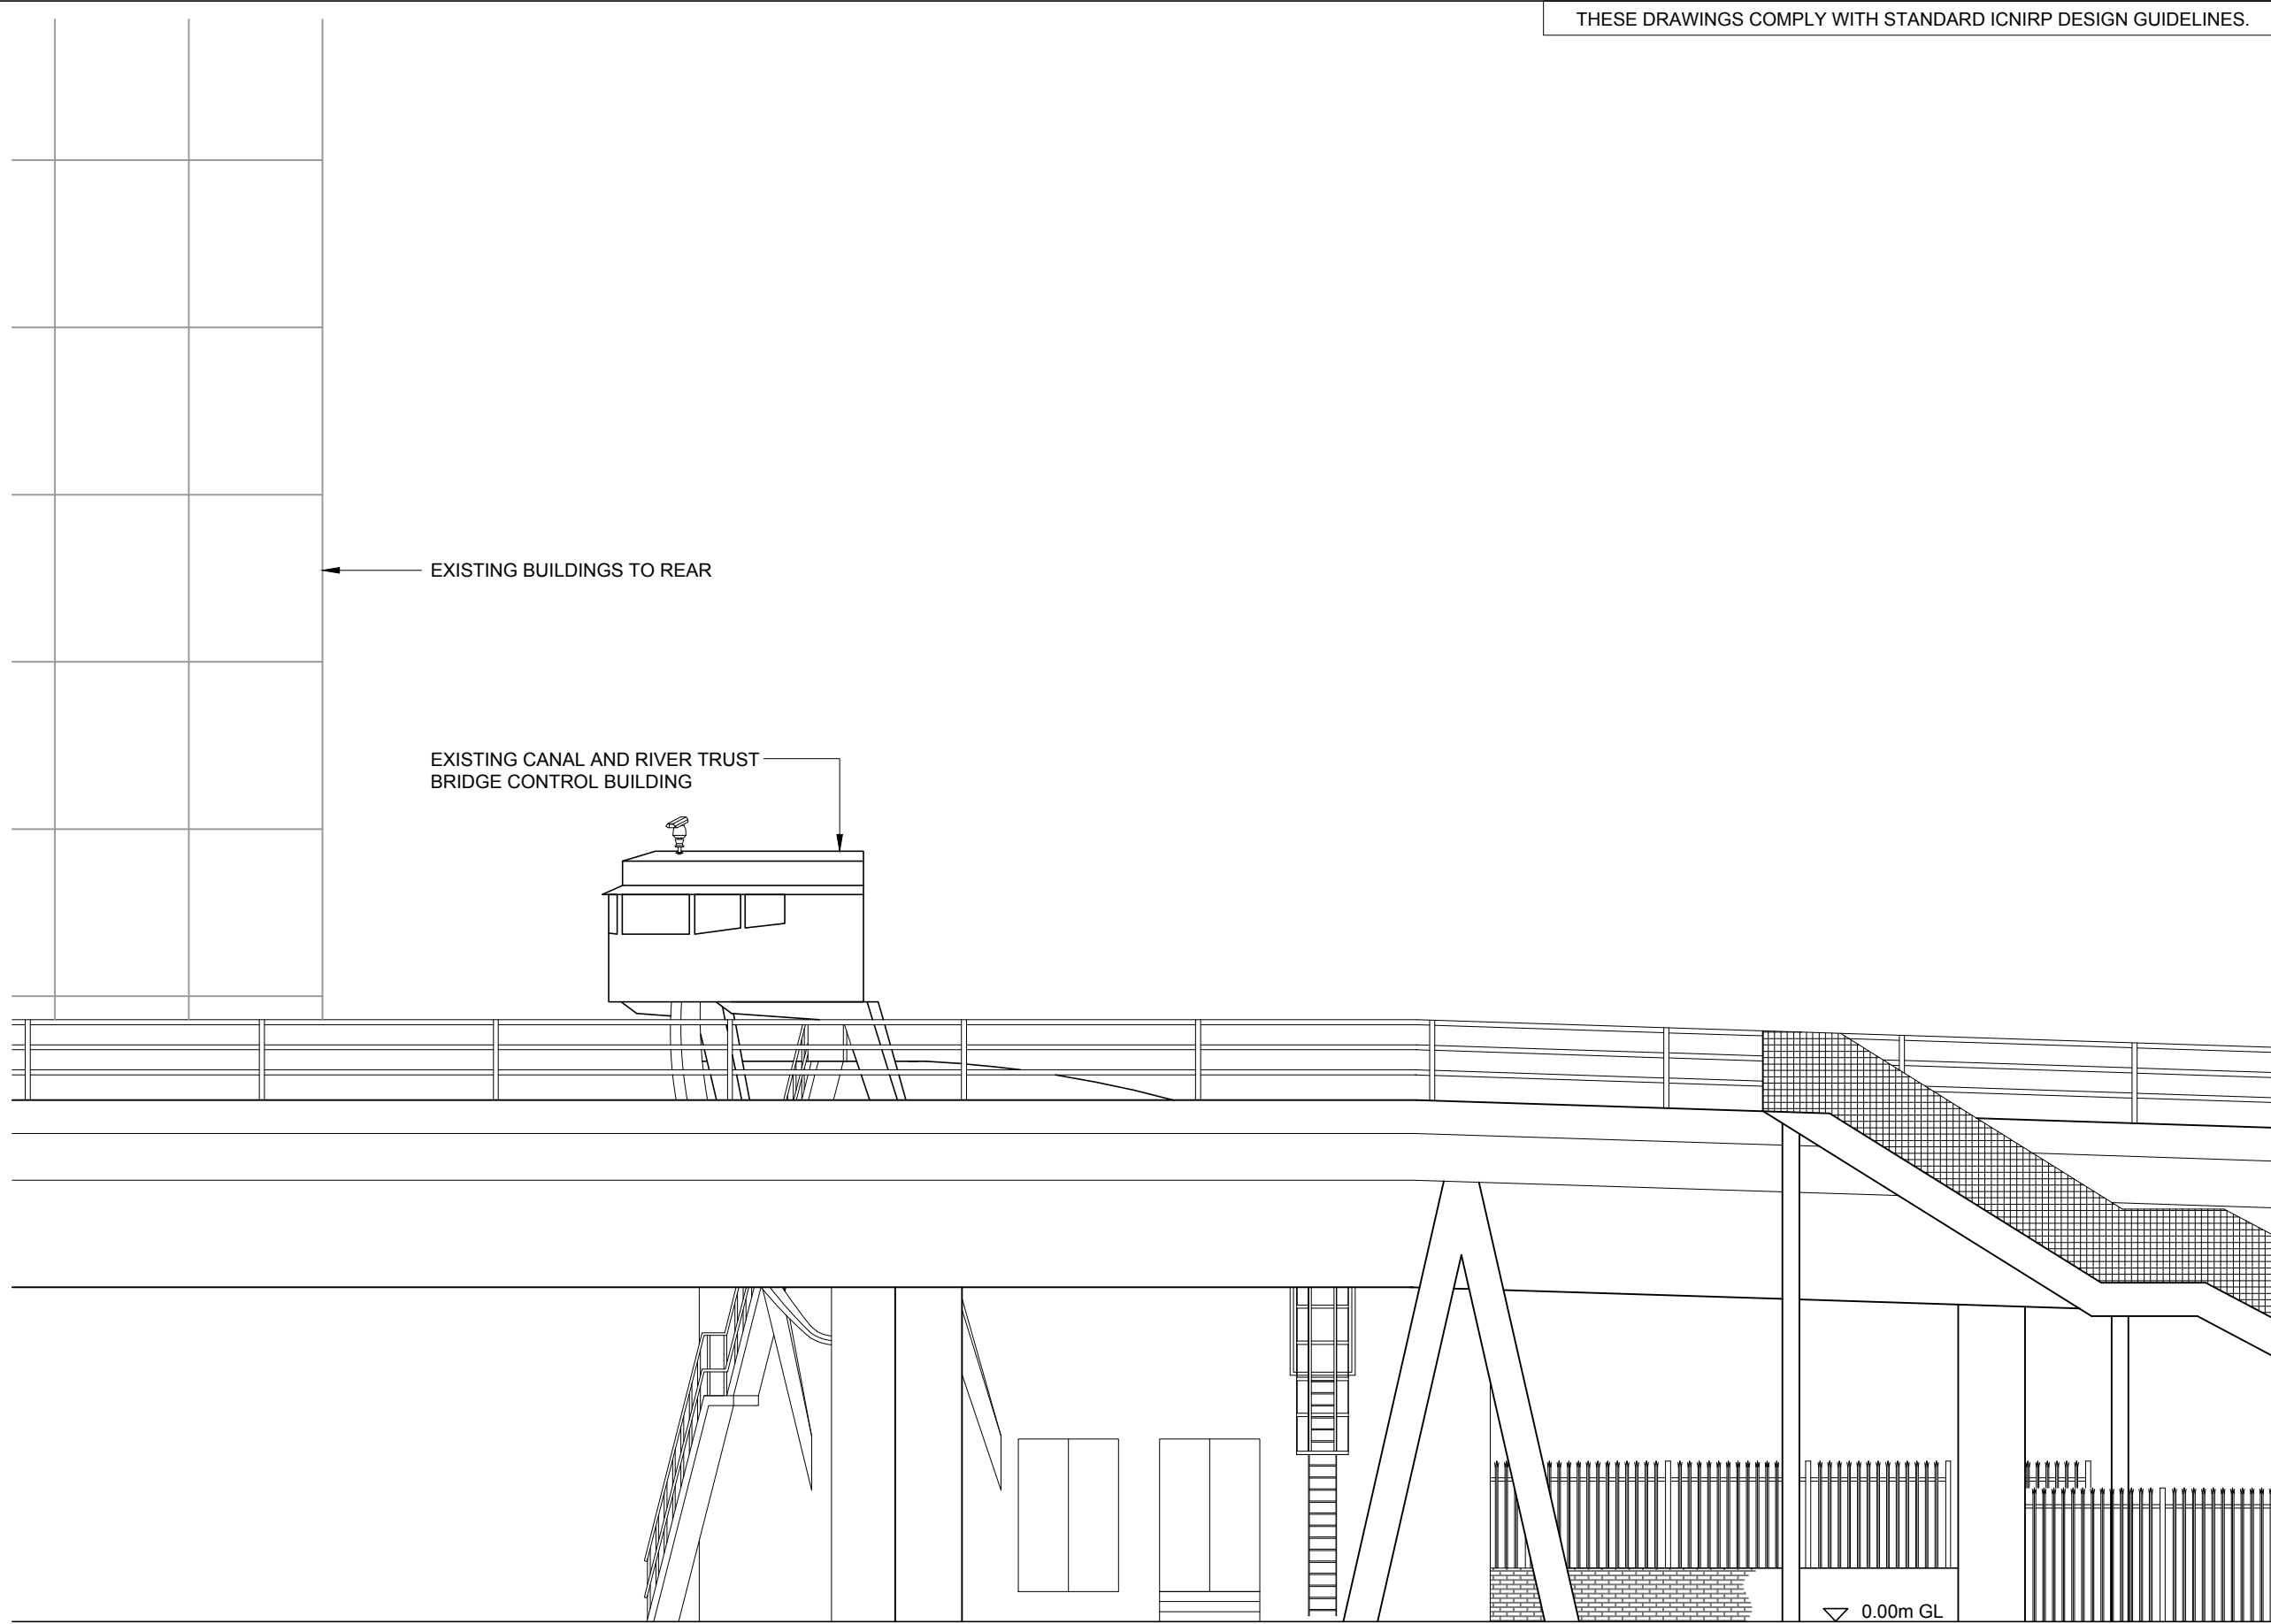 THESE DRAWINGS COMPLY WITH STANDARD ICNIRP DESIGN GUIDELINES.
EXISTING BUILDINGS TO REAR
EXISTING CANAL AND RIVER TRUST
BRIDGE CONTROL BUILDING
0.00m GL